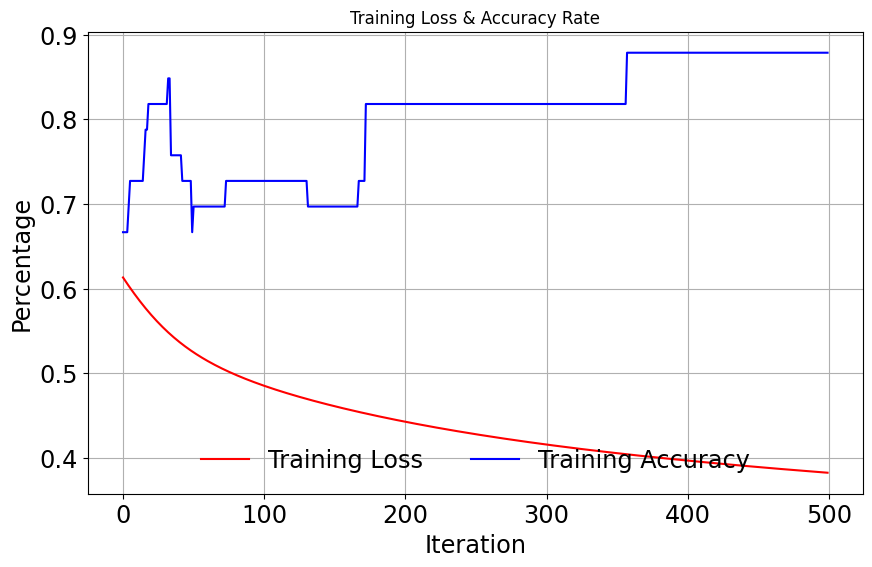 Training Loss & Accuracy Rate
0.9
0.8
0.7
0.6
0.5
0.4
Percentage
Training Loss
Training Accuracy
0 100 200 300 400 500
Iteration